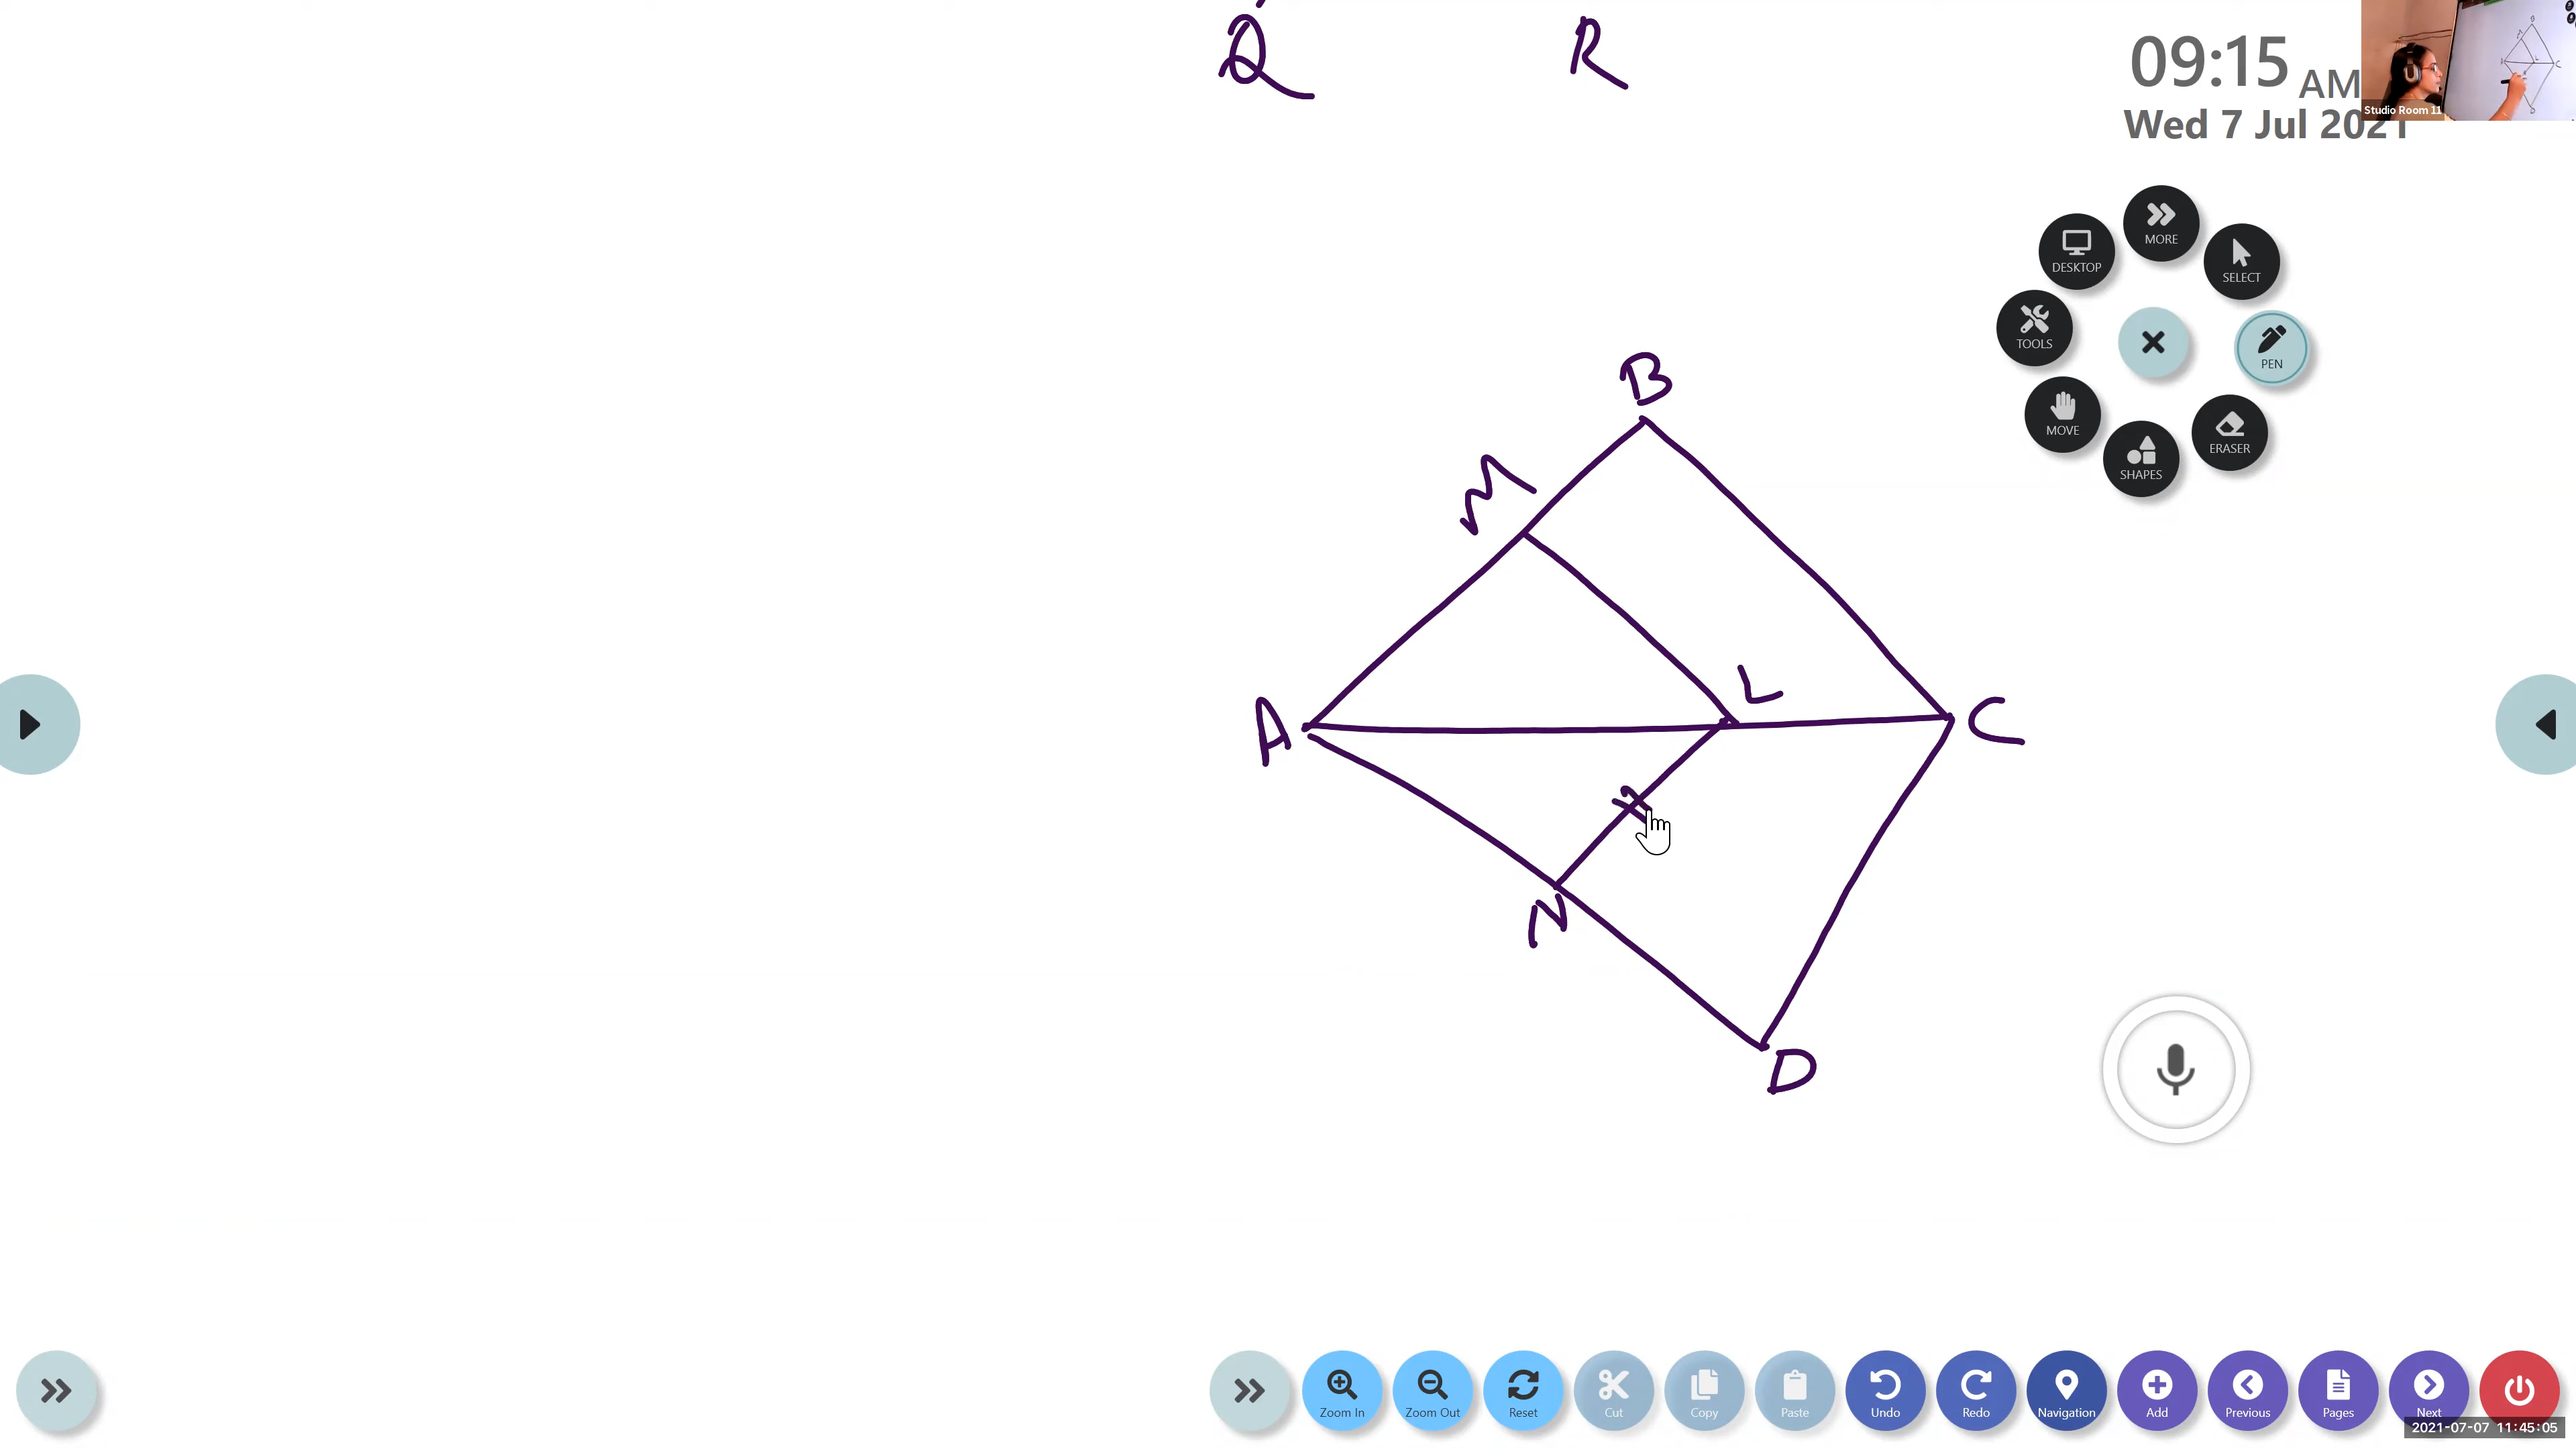 Q R
09:15 AM
Wed 7 Jul 2021
Studio Room 11
MORE
DESKTOP
SELECT
TOOLS
PEN
MOVE
ERASER
SHAPES
B
M
L
A
C
N
D
Zoom In Zoom Out Reset Cut Copy Paste Undo Redo Navigation Add Previous Pages Next
2021-07-07 11:45:05